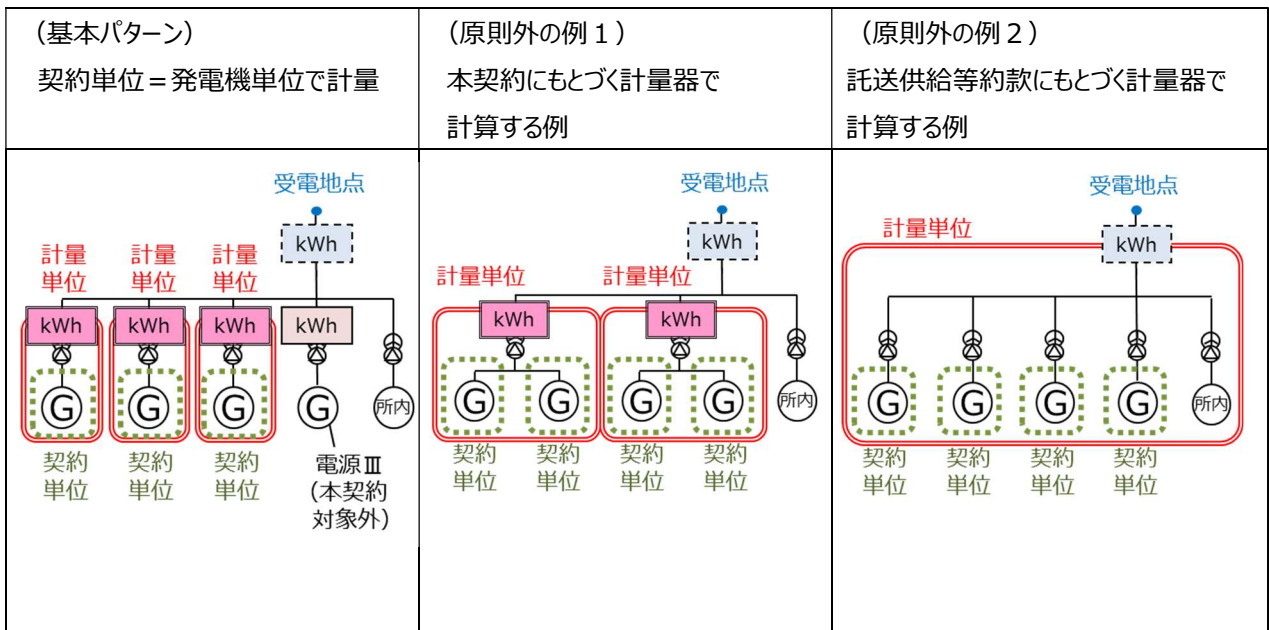 （基本パターン）
契約単位＝発電機単位で計量
（原則外の例１）
本契約にもとづく計量器で
計算する例
（原則外の例２）
託送供給等約款にもとづく計量器で
計算する例
受電地点
kWh
計量
単位
計量
単位
計量
単位
kWh
kWh
kWh
kWh
G
G
G
G
所内
契約
単位
契約
単位
契約
単位
電源Ⅲ
(本契約
対象外)
受電地点
kWh
計量単位
計量単位
kWh
kWh
G
G
G
G
所内
契約
単位
契約
単位
契約
単位
契約
単位
受電地点
計量単位
kWh
G
G
G
G
所内
契約
単位
契約
単位
契約
単位
契約
単位